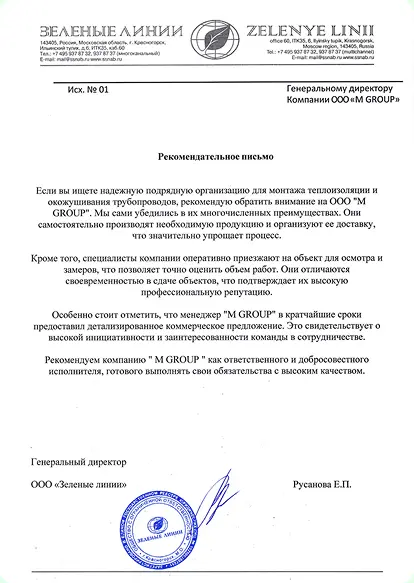 ЗЕЛЕНЫЕ ЛИНИИ
143405, Россия, Московская область, г. Красногорск,
Ильинский тупик, д.6, ИТК35, каб.60
Тел.: +7 495 937 87 32, 937 87 37 (многоканальный)
E-mail: mail@ssnab.ru www.ssnab.ru
ZELENYE LINII
office 60, ITK35, 6, Ilyinsky tupik, Krasnogorsk,
Moscow region, 143405, Russia
Tel.: +7 495 937 87 32, 937 87 37 (multichannel)
E-mail: mail@ssnab.ru www.ssnab.ru
Исх. № 01
Генеральному директору
Компании ООО «M GROUP»
Рекомендательное письмо
Если вы ищете надежную подрядную организацию для монтажа теплоизоляции и
окожушивания трубопроводов, рекомендую обратить внимание на ООО "M
GROUP". Мы сами убедились в их многочисленных преимуществах. Они
самостоятельно производят необходимую продукцию и организуют ее доставку,
что значительно упрощает процесс.
Кроме того, специалисты компании оперативно приезжают на объект для осмотра и
замеров, что позволяет точно оценить объем работ. Они отличаются
своевременностью в сдаче объектов, что подтверждает их высокую
профессиональную репутацию.
Особенно стоит отметить, что менеджер "M GROUP" в кратчайшие сроки
предоставил детализированное коммерческое предложение. Это свидетельствует о
высокой инициативности и заинтересованности команды в сотрудничестве.
Рекомендуем компанию " M GROUP " как ответственного и добросовестного
исполнителя, готового выполнять свои обязательства с высоким качеством.
Генеральный директор
ООО «Зеленые линии»
Русанова Е.П.
ЗЕЛЕНЫЕ ЛИНИИ